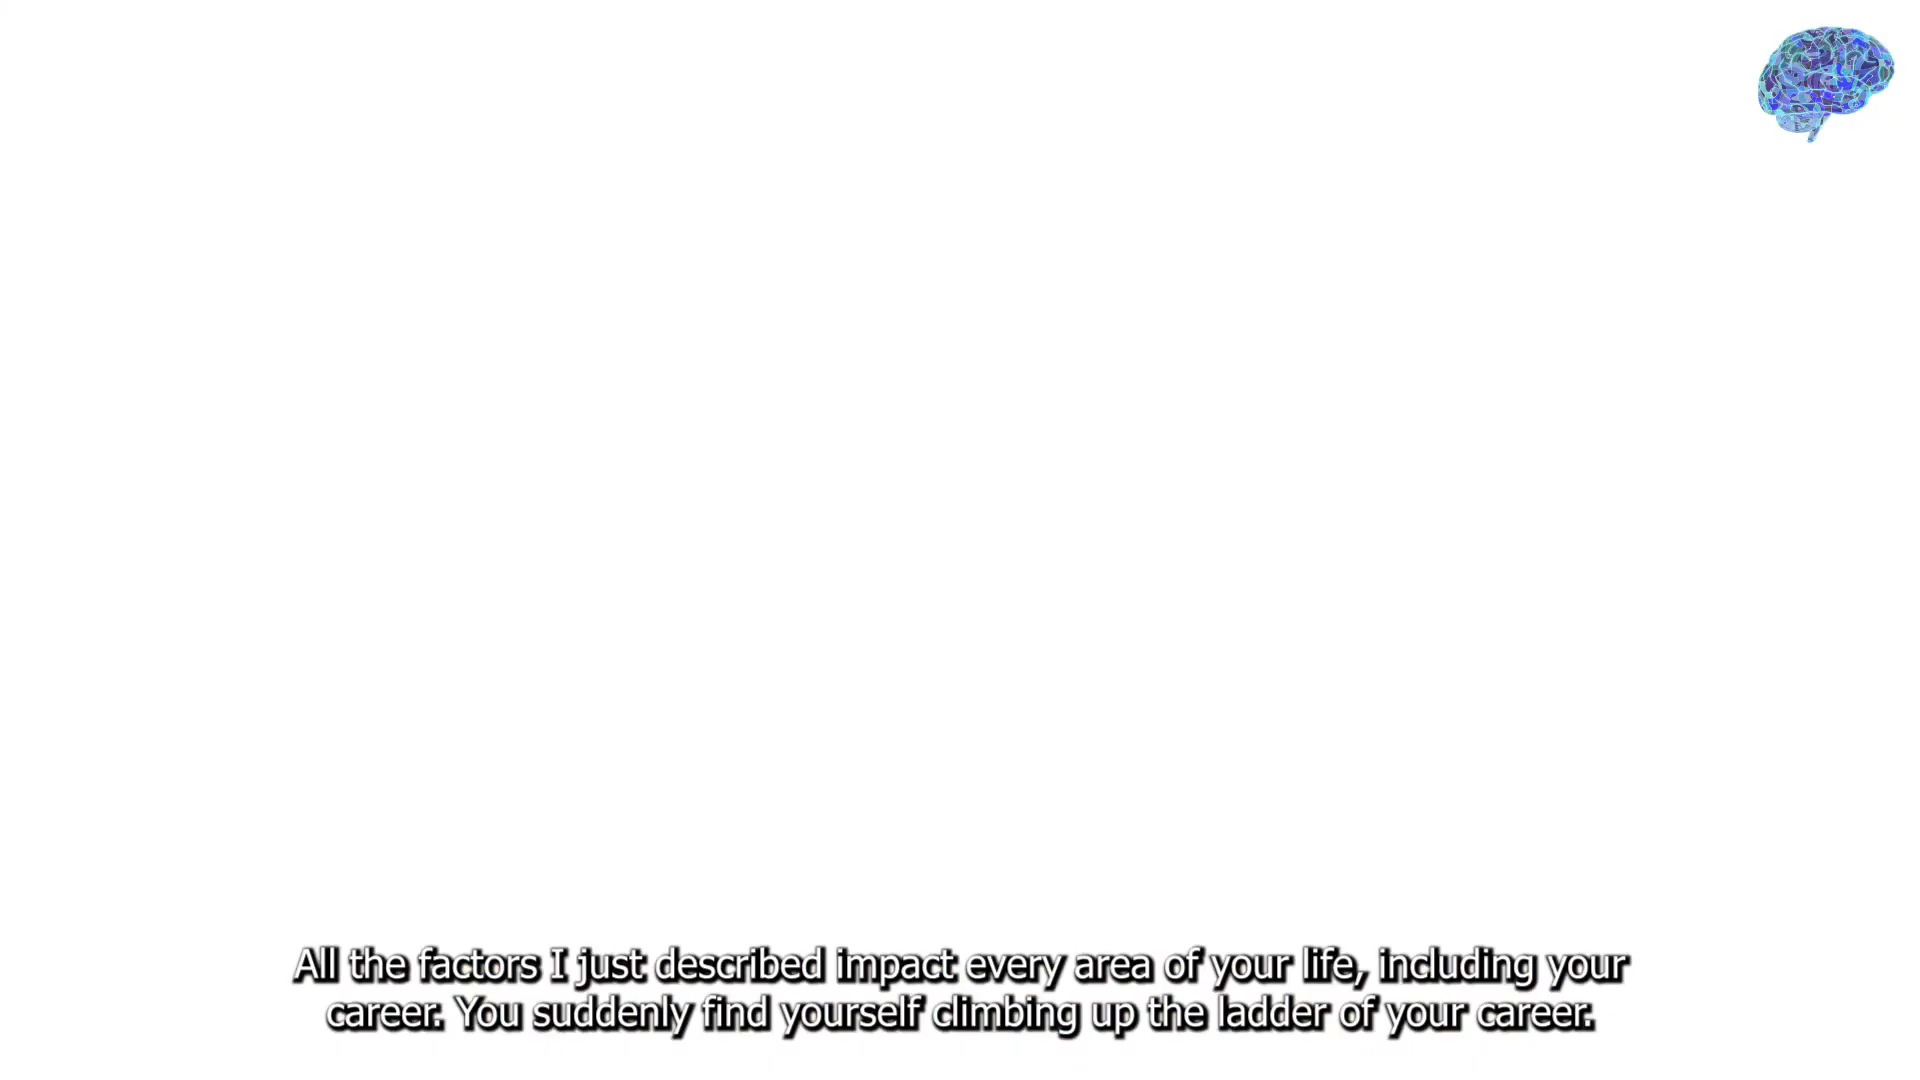 All the factors I just described impact every area of your life, including your
career. You suddenly find yourself climbing up the ladder of your career.